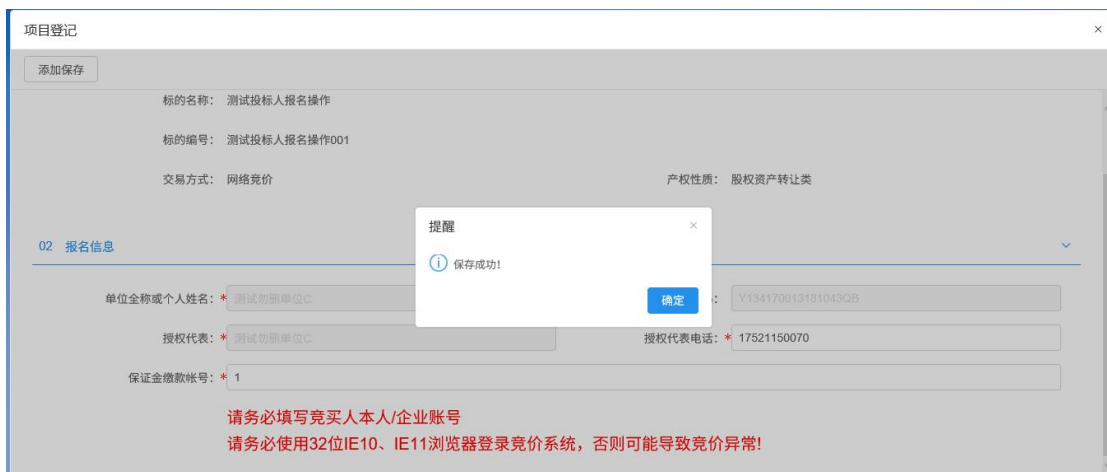 项目登记
×
添加保存
标的名称： 测试投标人报名操作
标的编号： 测试投标人报名操作001
交易方式： 网络竞价 产权性质： 股权资产转让类
提醒 ×
保存成功!
确定
02 报名信息
单位全称或个人姓名：* 测试勿删单位C ： Y134170013181043QB
授权代表：* 测试勿删单位C 授权代表电话：* 17521150070
保证金缴款帐号：* 1
请务必填写竞买人本人/企业账号
请务必使用32位IE10、IE11浏览器登录竞价系统，否则可能导致竞价异常!